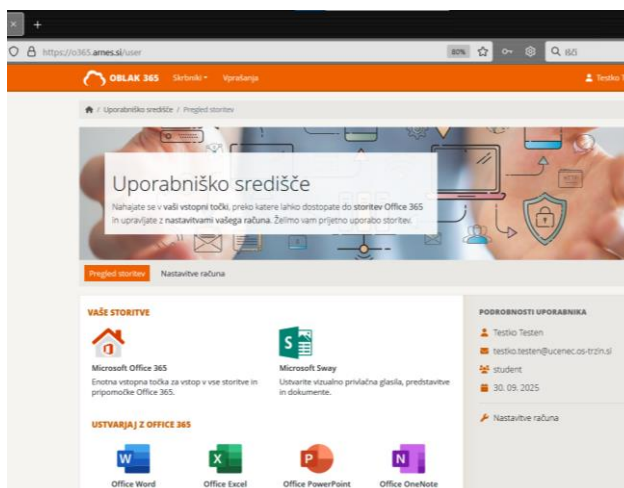 https://o365.arnes.si/user
80%
Išči
OBLAK 365 Skrbniki Vprašanja
Testko T
/ Uporabniško središče / Pregled storitev
Uporabniško središče
Nahajate se v vaši vstopni točki, preko katere lahko dostopate do storitev Office 365
in upravljate z nastavitvami vašega računa. Želimo vam prijetno uporabo storitev.
Pregled storitev Nastavitve računa
VAŠE STORITVE
Microsoft Office 365
Enotna vstopna točka za vstop v vse storitve in
pripomočke Office 365.
S
Microsoft Sway
Ustvarite vizualno privlačna glasila, predstavitve
in dokumente.
USTVARJAJ Z OFFICE 365
W X P N
Office Word Office Excel Office PowerPoint Office OneNote
PODROBNOSTI UPORABNIKA
Testko Testen
testko.testen@ucenec.os-trzin.si
student
30. 09. 2025
Nastavitve računa